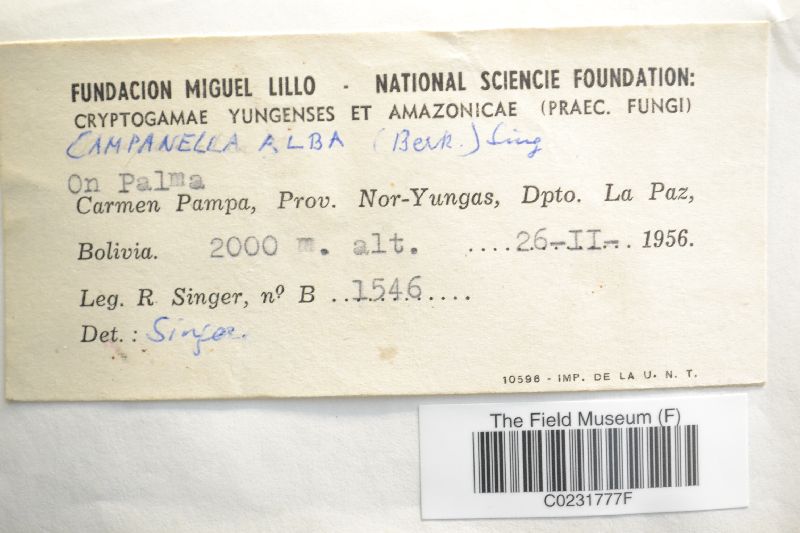 FUNDACION MIGUEL LILLO - NATIONAL SCIENCIE FOUNDATION:
CRYPTOGAMAE YUNGENSES ET AMAZONICAE (PRAEC. FUNGI)
CAMPANELLA ALBA (Berk.) Sing
On Palma
Carmen Pampa, Prov. Nor-Yungas, Dpto. La Paz,
Bolivia. 2000 m. alt. ....26-II-.. 1956.
Leg. R Singer, nº B ..1546....
Det.: Singer.
10596 - IMP. DE LA U. N. T.
The Field Museum (F)
C0231777F